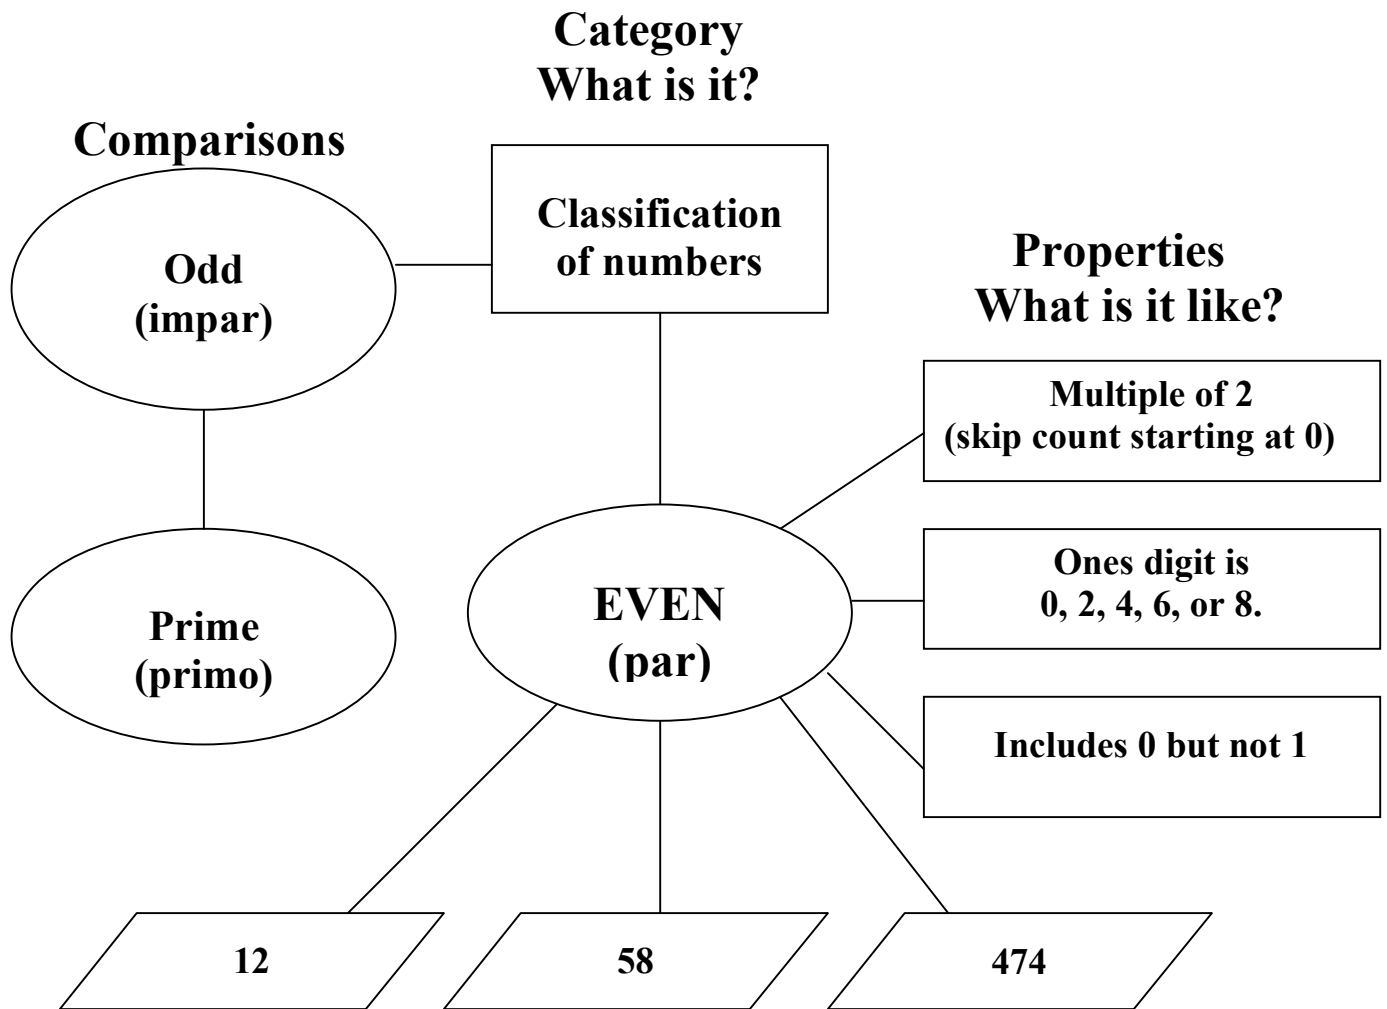 Category
What is it?
Comparisons
Classification
of numbers
Odd
(impar)
Properties
What is it like?
Multiple of 2
(skip count starting at 0)
Ones digit is
0, 2, 4, 6, or 8.
EVEN
(par)
Prime
(primo)
Includes 0 but not 1
12
58
474